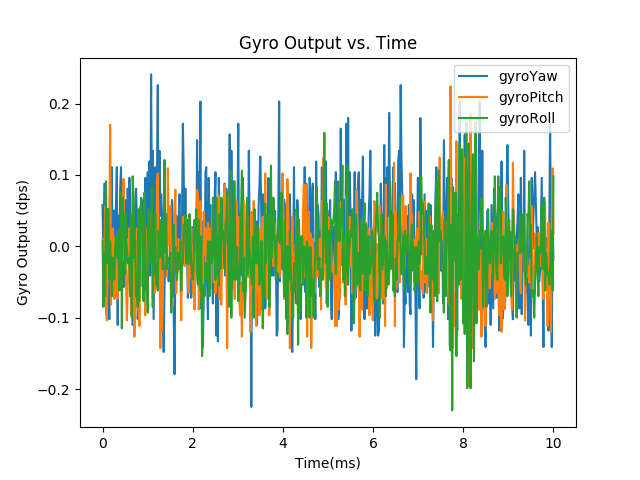 Gyro Output vs. Time
gyroYaw
gyroPitch
gyroRoll
Gyro Output (dps)
0.2
0.1
0.0
−0.1
−0.2
0 2 4 6 8 10
Time(ms)